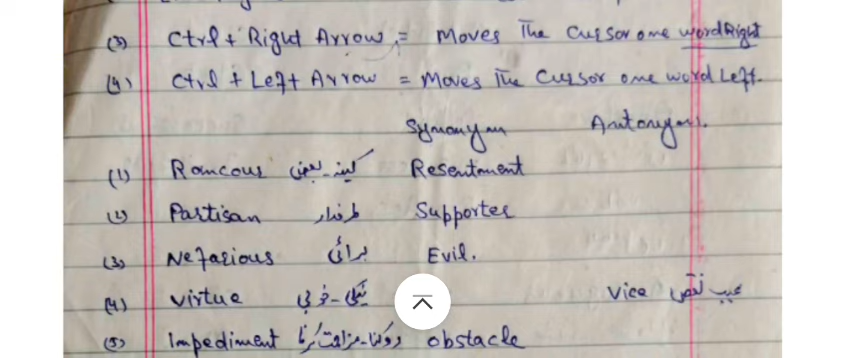 (3) Ctrl + Right Arrow = Moves The Cursor one word Right
(4) Ctrl + Left Arrow = Moves The Cursor one word Left.
Synonym Antonym.
(1) Rancour کینہ - بغض Resentment
(2) Partisan طرفدار Supporter
(3) Nefarious برائی Evil.
(4) Virtue نیکی - خوبی Vice عیب نقص
(5) Impediment روکنا - مزاحمت کرنا obstacle